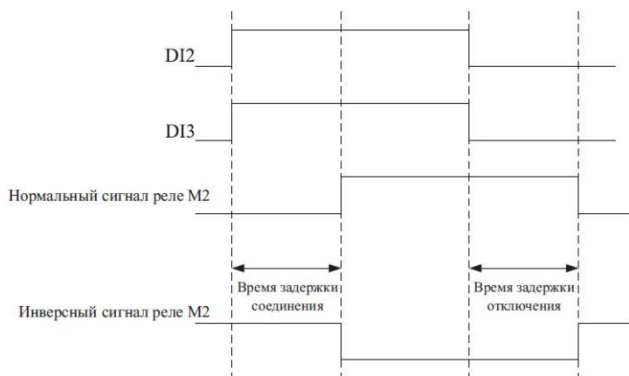 DI2
DI3
Нормальный сигнал реле М2
Время задержки
соединения
Время задержки
отключения
Инверсный сигнал реле М2